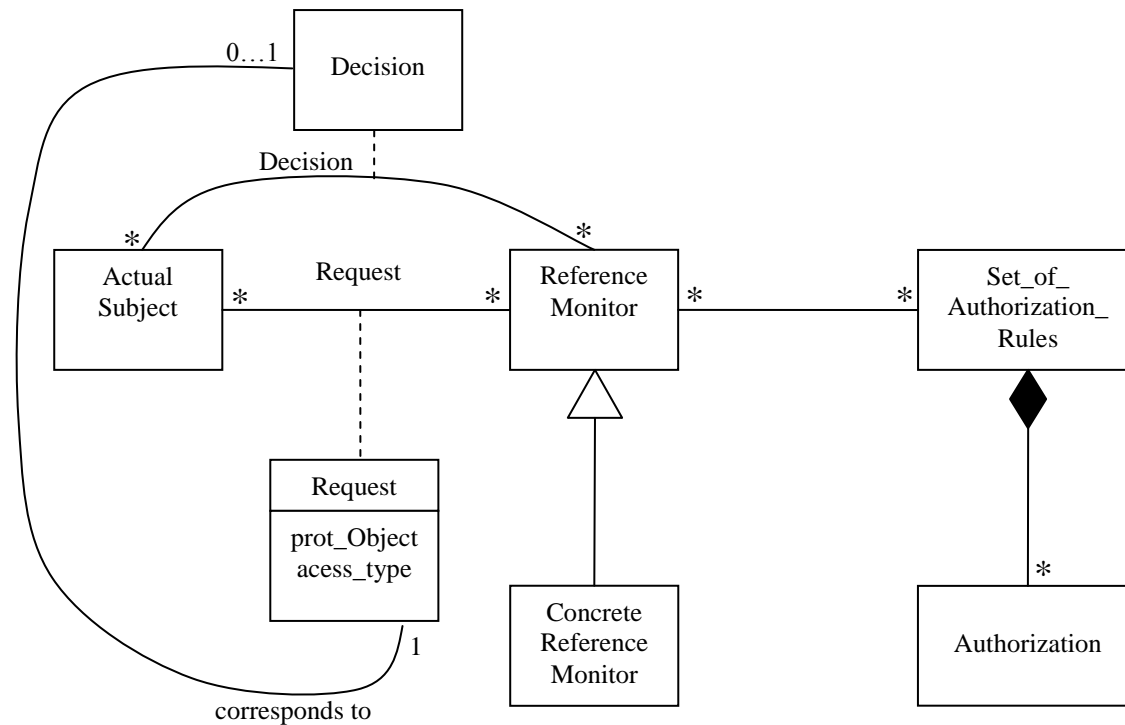 0…1
Decision
Decision
*
*
Actual
Subject
Request
*
*
Reference
Monitor
*
*
Set_of_
Authorization_
Rules
Request
prot_Object
acess_type
1
corresponds to
Concrete
Reference
Monitor
*
Authorization